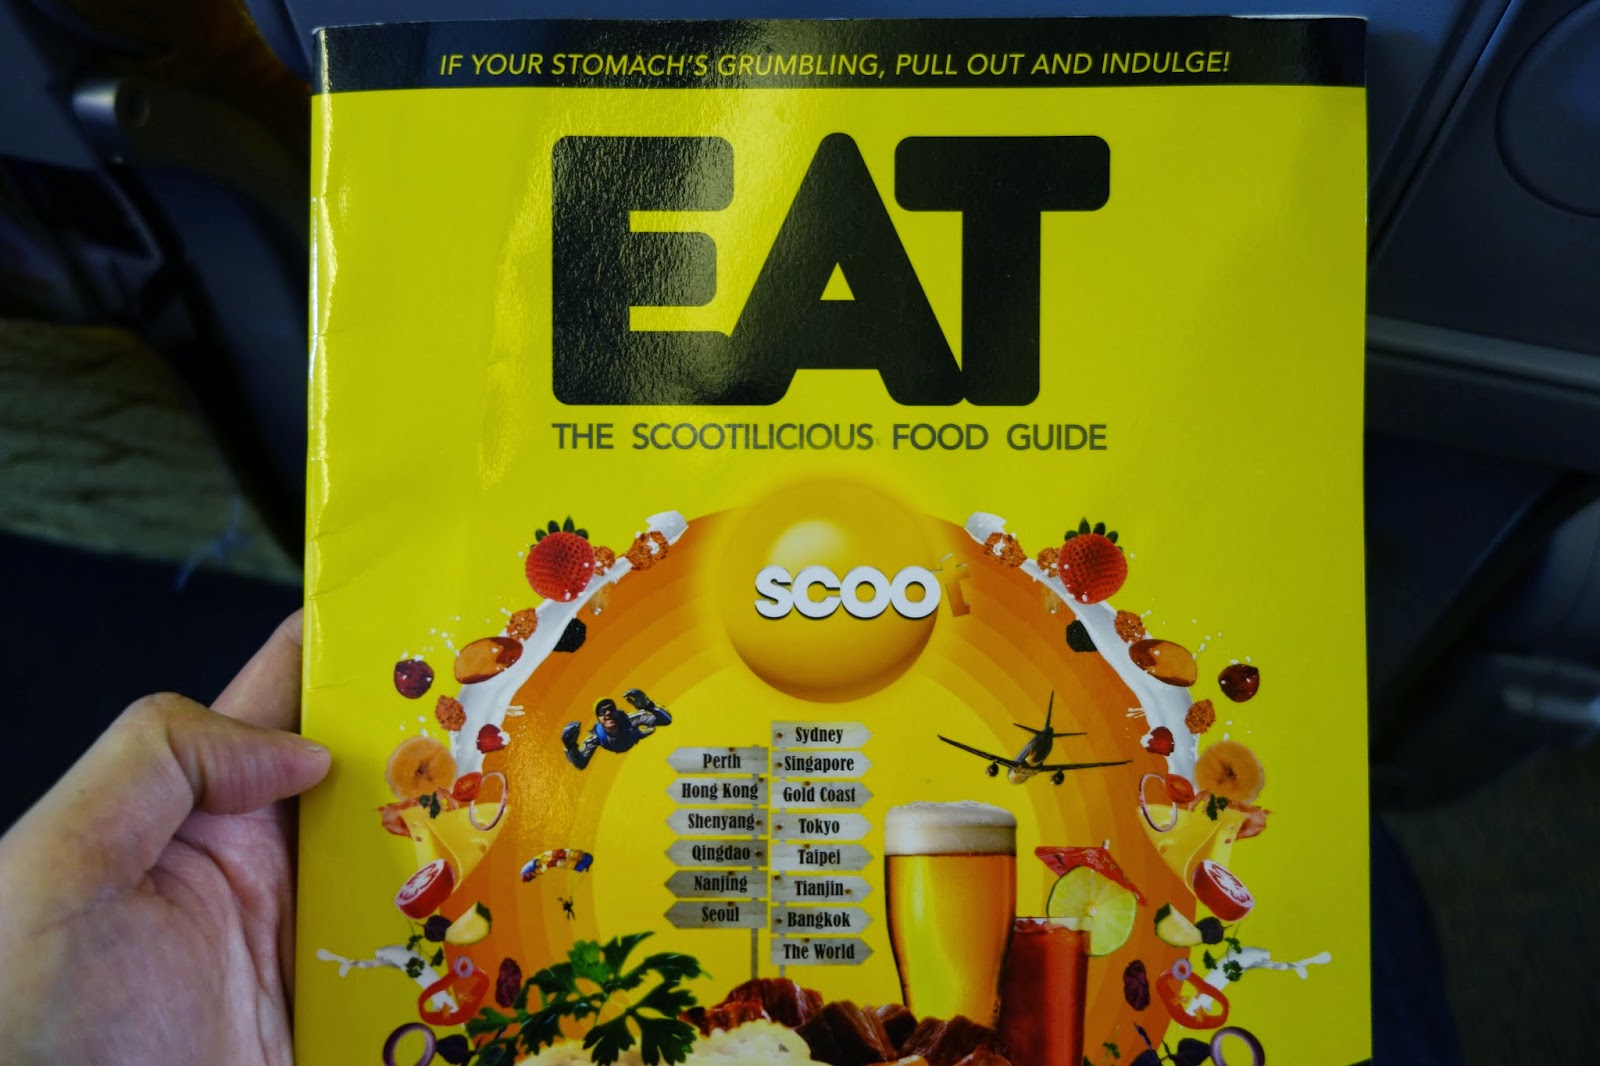 IF YOUR STOMACH'S GRUMBLING, PULL OUT AND INDULGE!
EAT
THE SCOOTILICIOUS FOOD GUIDE
scoot
Sydney
Perth
Singapore
Hong Kong
Gold Coast
Shenyang
Tokyo
Qingdao
Taipei
Nanjing
Tianjin
Seoul
Bangkok
The World